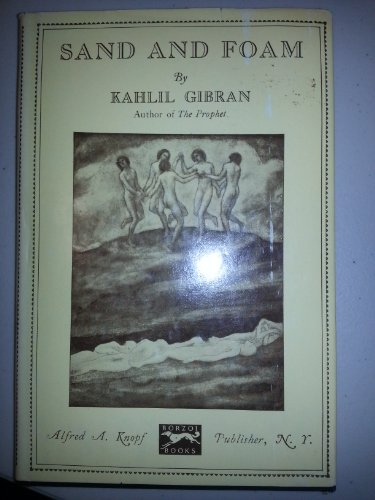 SAND AND FOAM
By
KAHLIL GIBRAN
Author of The Prophet
Alfred A. Knopf BORZOI BOOKS Publisher, N. Y.